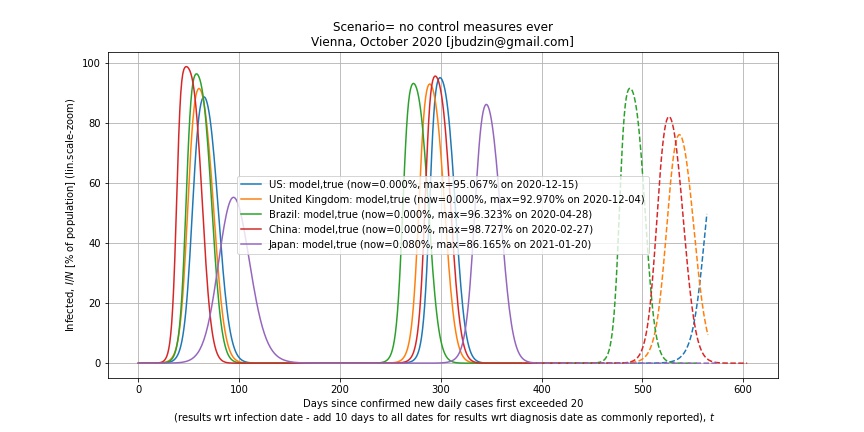 Scenario= no control measures ever
Vienna, October 2020 [jbudzin@gmail.com]
Infected, I/N [% of population] (lin.scale-zoom)
100
80
60
40
20
0
US: model,true (now=0.000%, max=95.067% on 2020-12-15)
United Kingdom: model,true (now=0.000%, max=92.970% on 2020-12-04)
Brazil: model,true (now=0.000%, max=96.323% on 2020-04-28)
China: model,true (now=0.000%, max=98.727% on 2020-02-27)
Japan: model,true (now=0.080%, max=86.165% on 2021-01-20)
0 100 200 300 400 500 600
Days since confirmed new daily cases first exceeded 20
(results wrt infection date - add 10 days to all dates for results wrt diagnosis date as commonly reported), t